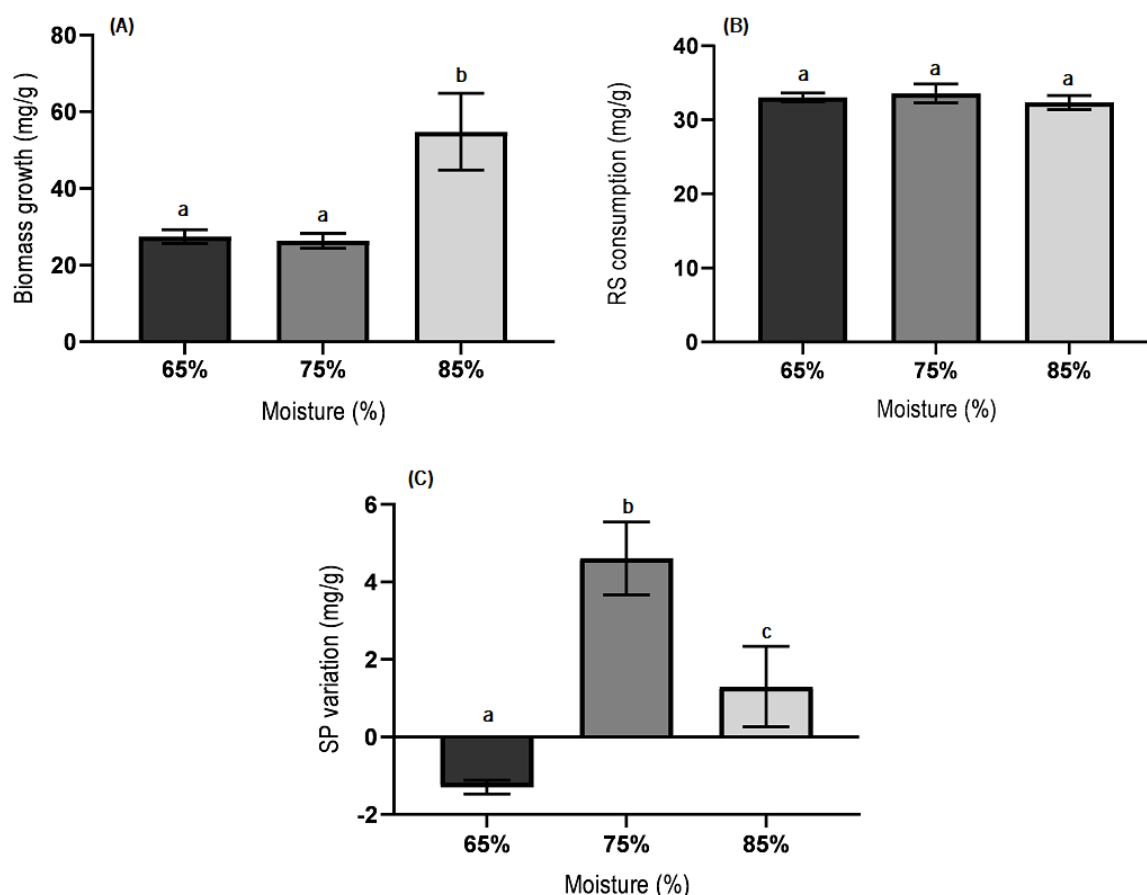 (A)
Biomass growth (mg/g )
80
60
40
20
0
a
a
b
65%
75%
85%
Moisture (%)
(B)
RS consumption (mg/g)
40
30
20
10
0
a
a
a
65%
75%
85%
Moisture (%)
(C)
SP variation (mg/g)
6
4
2
0
-2
a
b
c
65%
75%
85%
Moisture (%)